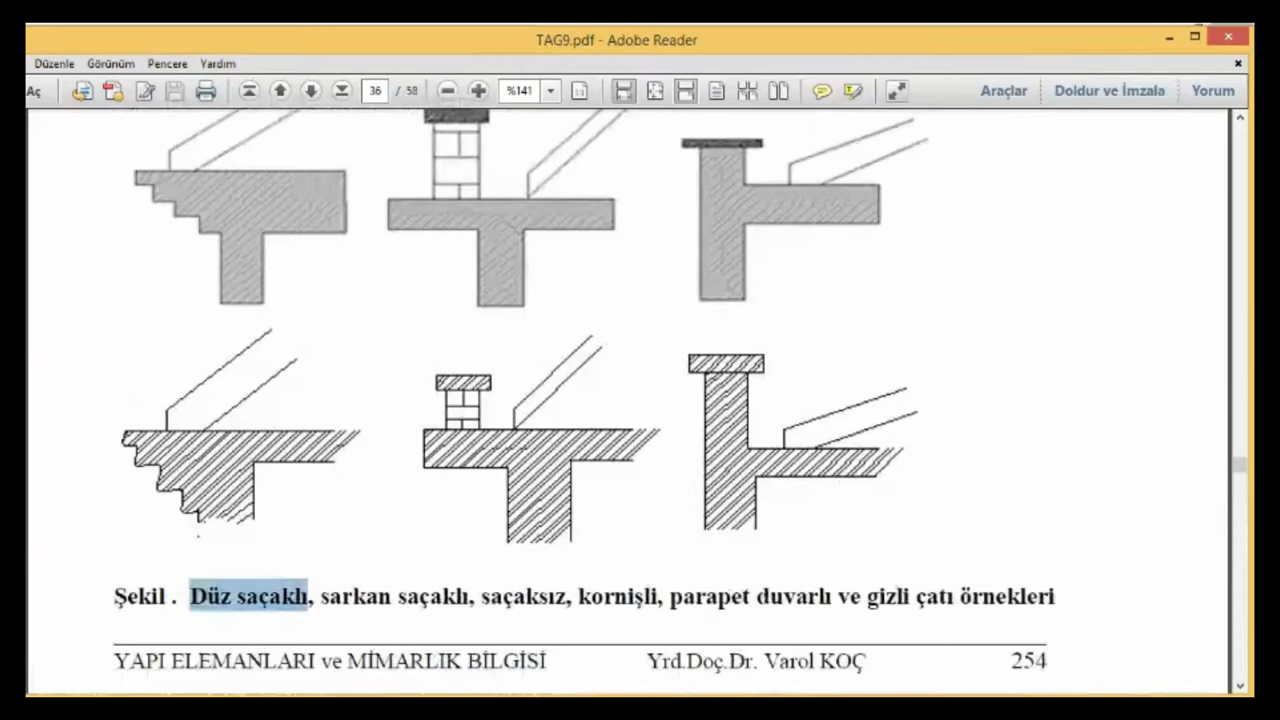 TAG9.pdf - Adobe Reader
Düzenle Görünüm Pencere Yardım
Aç 36 / 58 %141 Araçlar Doldur ve İmzala Yorum
Şekil . Düz saçaklı, sarkan saçaklı, saçaksız, kornişli, parapet duvarlı ve gizli çatı örnekleri
YAPI ELEMANLARI ve MİMARLIK BİLGİSİ Yrd.Doç.Dr. Varol KOÇ 254